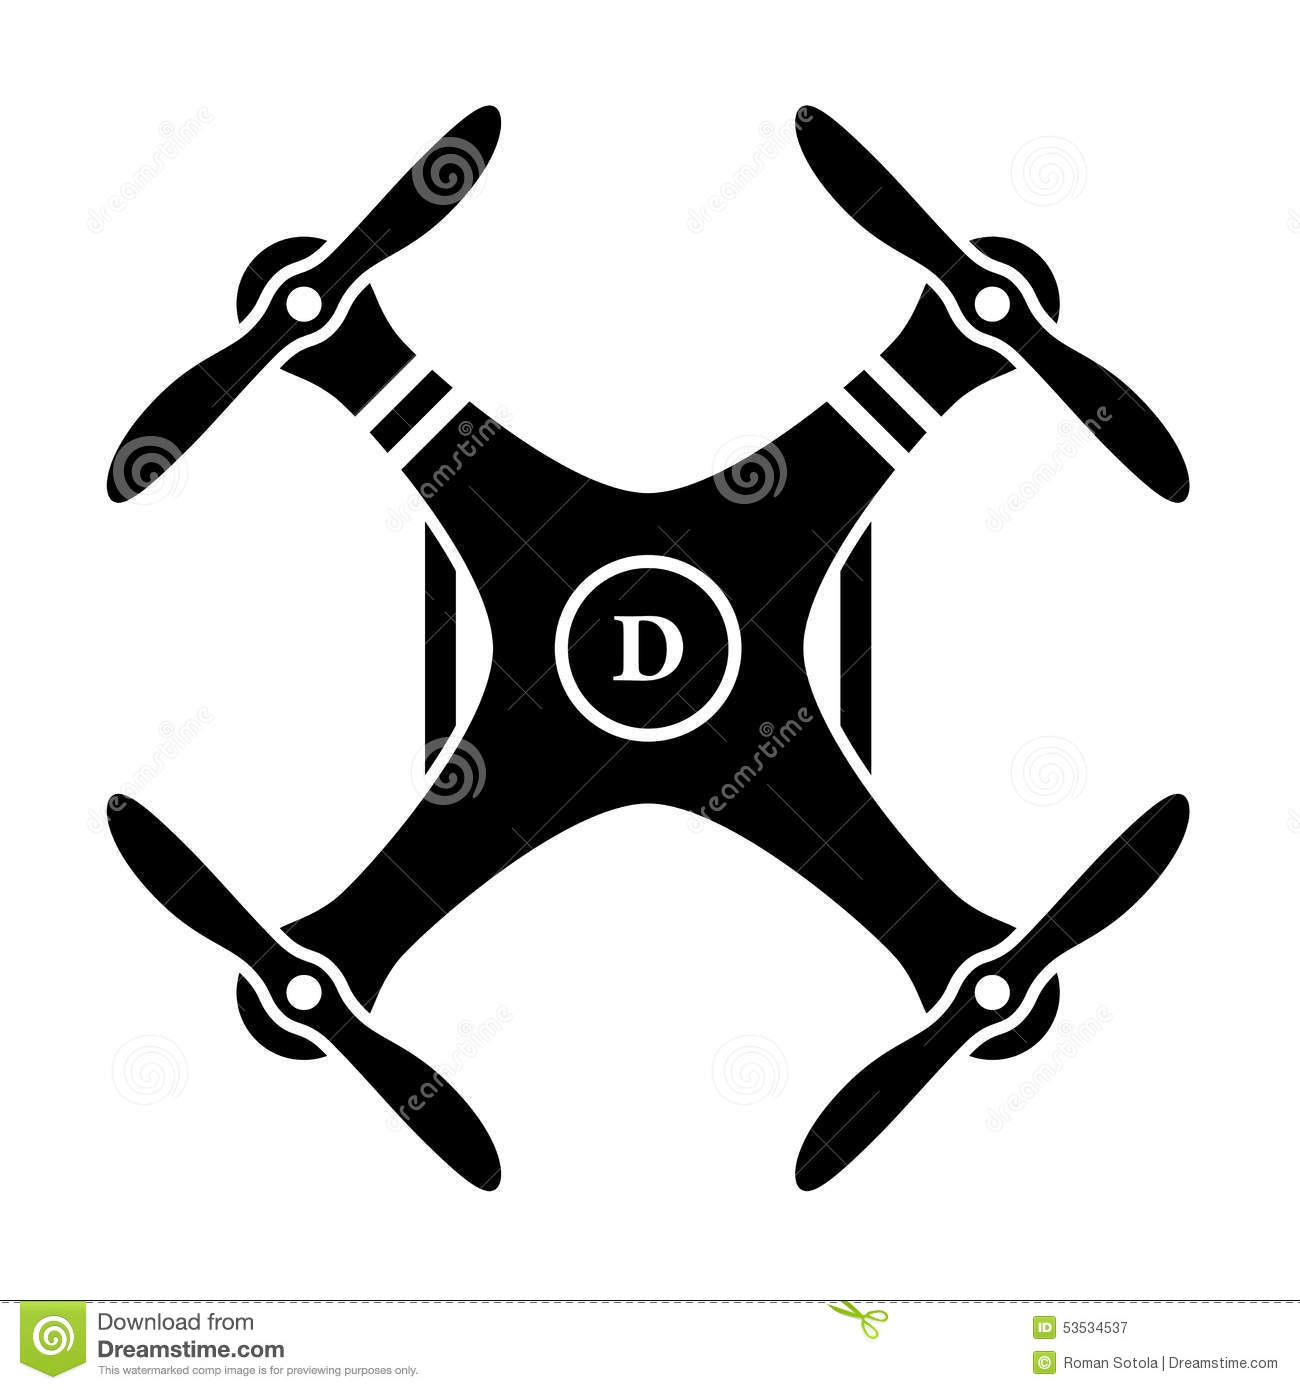 D
dreamstime
Download from
Dreamstime.com
This watermarked comp image is for previewing purposes only.
ID 53534537
© Roman Sotola | Dreamstime.com